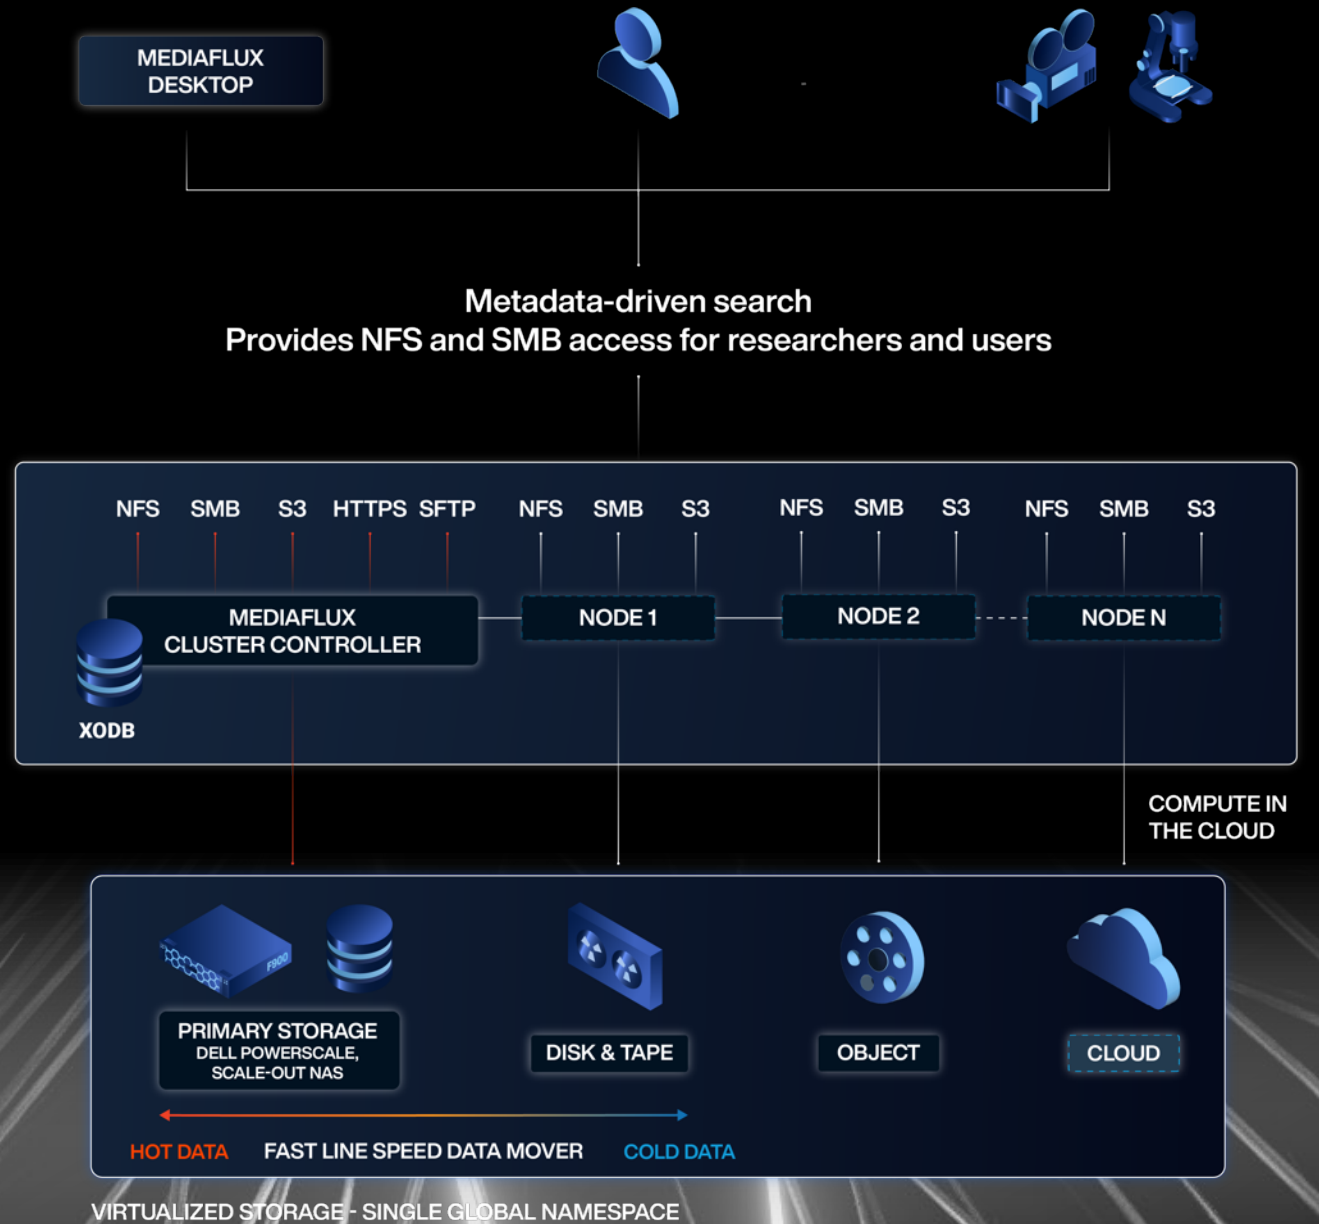 MEDIAFLUX
DESKTOP
Metadata-driven search
Provides NFS and SMB access for researchers and users
NFS SMB S3 HTTPS SFTP NFS SMB S3 NFS SMB S3 NFS SMB S3
MEDIAFLUX
CLUSTER CONTROLLER
NODE 1
NODE 2
NODE N
XODB
COMPUTE IN
THE CLOUD
F900
PRIMARY STORAGE
DELL POWERSCALE,
SCALE-OUT NAS
DISK & TAPE
OBJECT
CLOUD
HOT DATA FAST LINE SPEED DATA MOVER COLD DATA
VIRTUALIZED STORAGE - SINGLE GLOBAL NAMESPACE